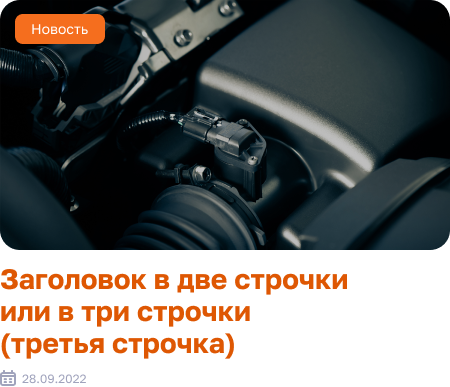 Новость
Заголовок в две строчки
или в три строчки
(третья строчка)
28.09.2022